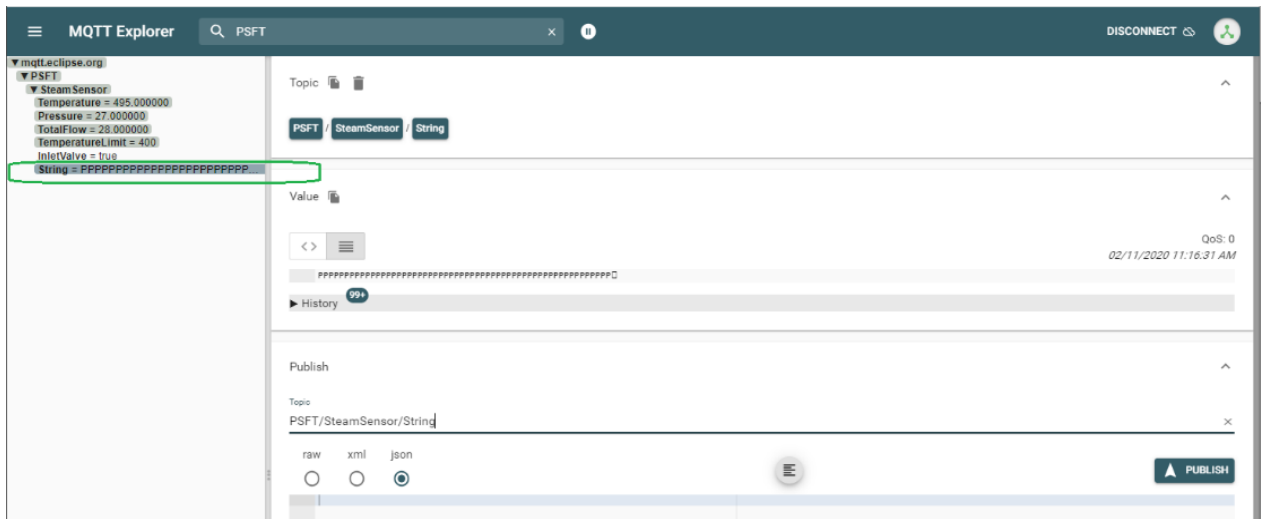 MQTT Explorer PSFT DISCONNECT
mqtt.eclipse.org
PSFT
SteamSensor
Temperature = 495.000000
Pressure = 27.000000
TotalFlow = 28.000000
TemperatureLimit = 400
InletValve = true
String = PPPPPPPPPPPPPPPPPPPPPPPPP...
Topic
PSFT / SteamSensor / String
Value
QoS: 0
02/11/2020 11:16:31 AM
History 99+
Publish
Topic
PSFT/SteamSensor/String
raw xml json
PUBLISH